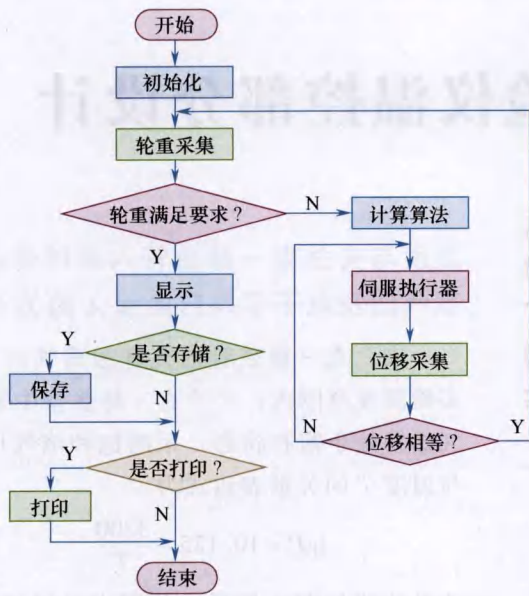 开始
初始化
轮重采集
轮重满足要求？
N
计算算法
Y
显示
伺服执行器
Y
是否存储？
位移采集
保存
N
N
位移相等？
Y
Y
是否打印？
打印
N
结束